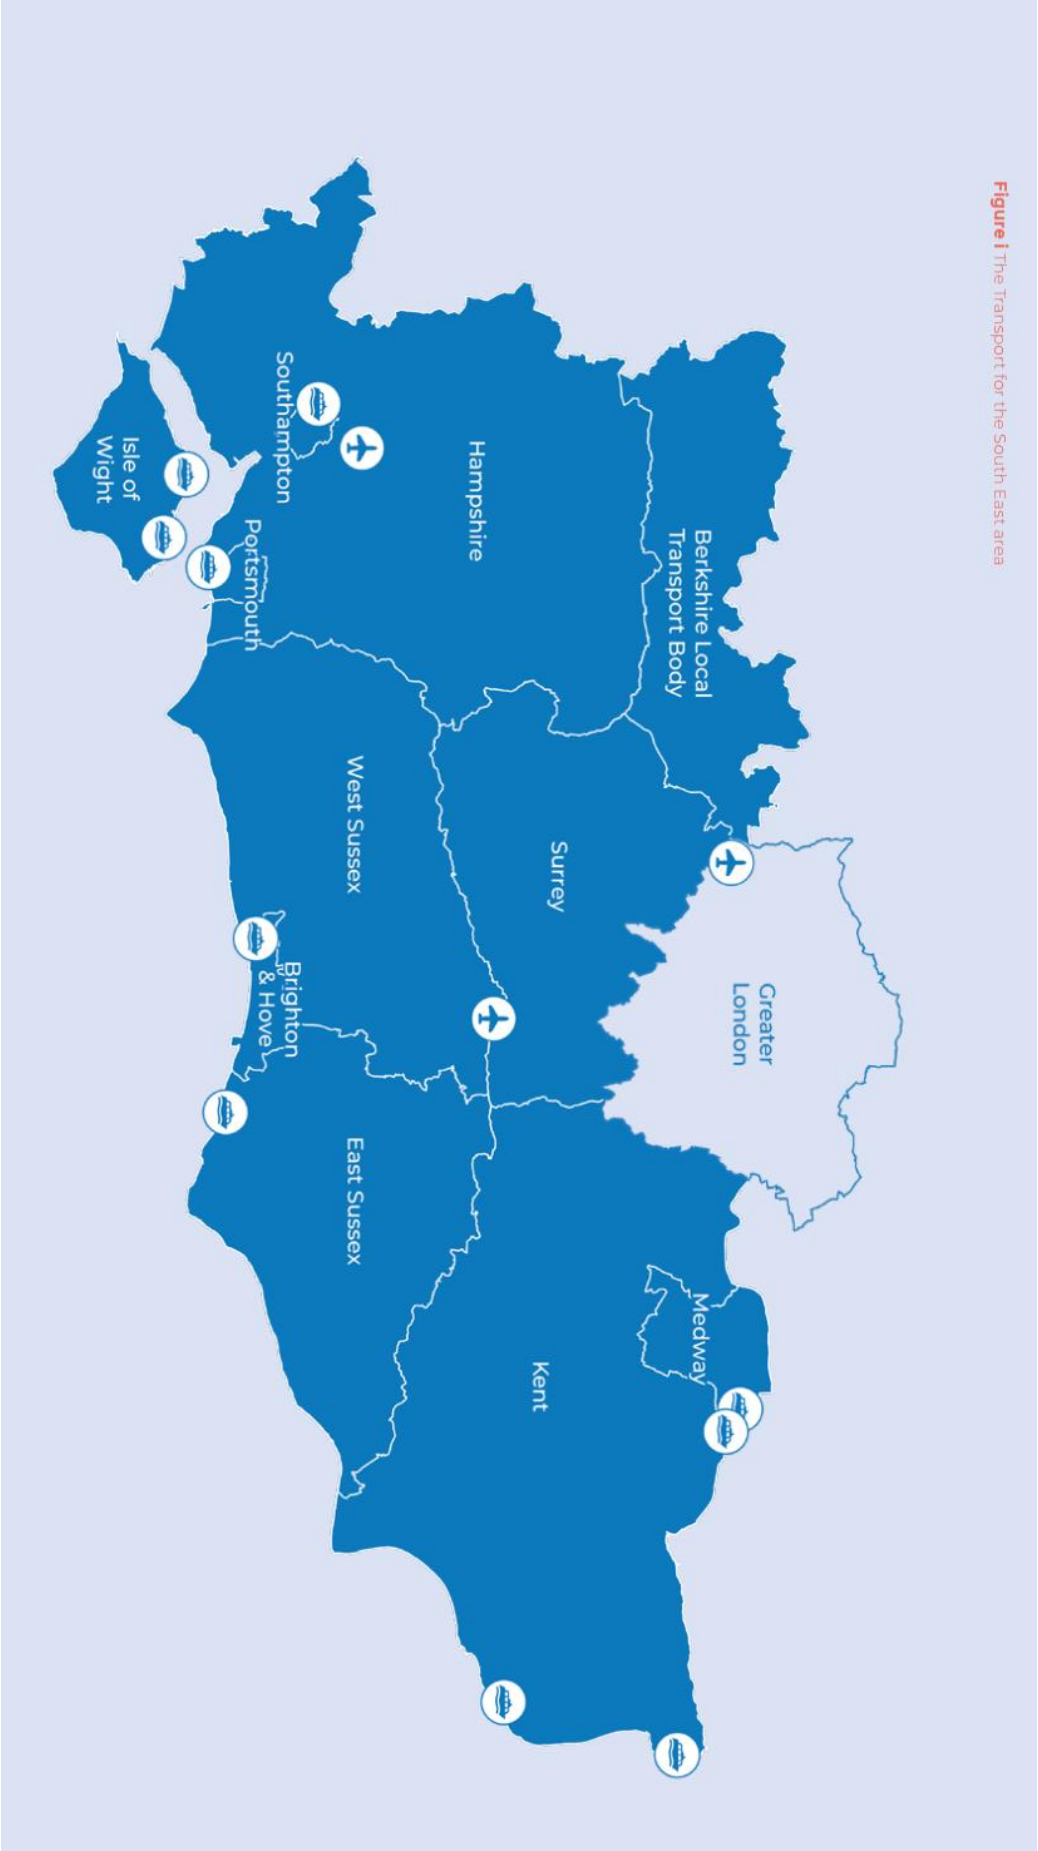 Figure i The Transport for the South East area
Greater
London
Berkshire Local
Transport Body
Medway
Surrey
Kent
Hampshire
West Sussex
East Sussex
Southampton
Brighton
& Hove
Portsmouth
Isle of
Wight